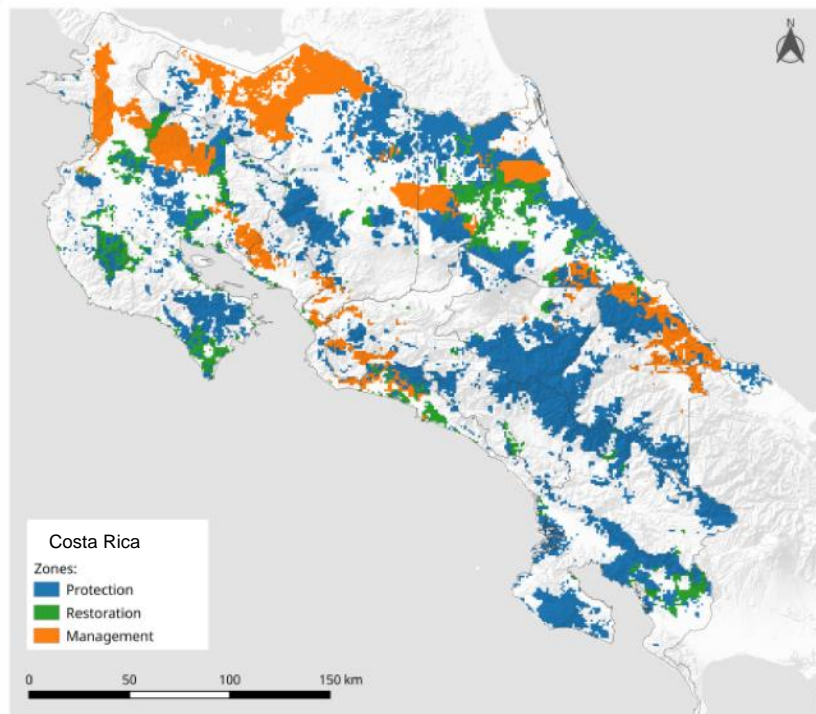 N
Costa Rica
Zones:
Protection
Restoration
Management
0 50 100 150 km